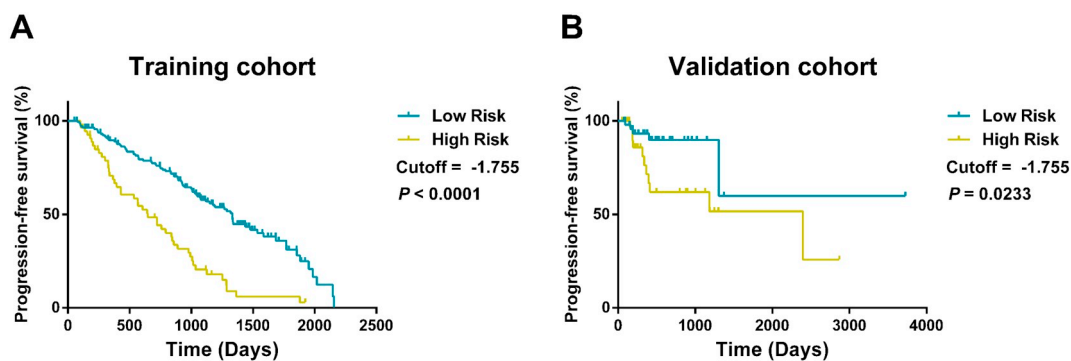 A
Training cohort
Progression-free survival (%)
100
50
0
0 500 1000 1500 2000 2500
Time (Days)
Low Risk
High Risk
Cutoff = -1.755
P < 0.0001
B
Validation cohort
Progression-free survival (%)
100
50
0
0 1000 2000 3000 4000
Time (Days)
Low Risk
High Risk
Cutoff = -1.755
P = 0.0233